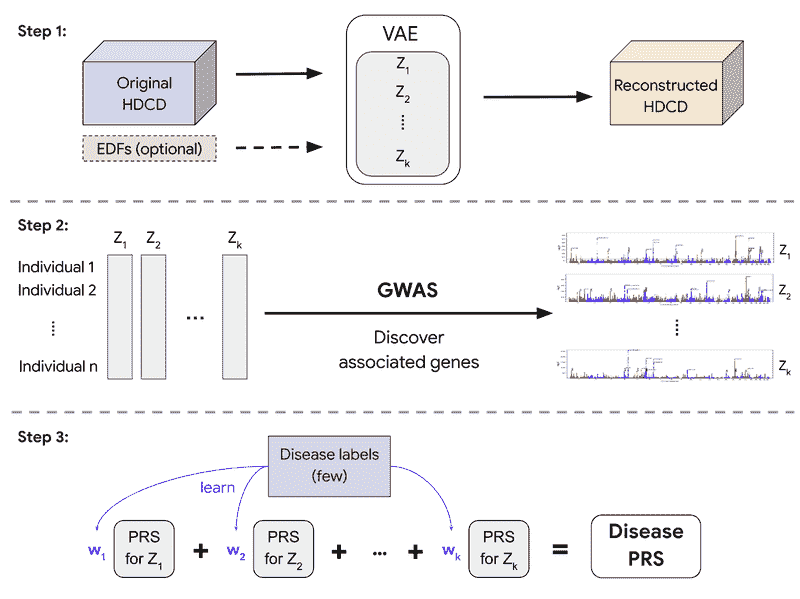 Step 1:
VAE
Original
HDCD
Z1
Z2
⋮
Zk
Reconstructed
HDCD
EDFs (optional)
Step 2:
Z1 Z2 Zk
Individual 1
Individual 2
⋮
Individual n
...
GWAS
Discover
associated genes
Z1
Z2
⋮
Zk
Step 3:
Disease labels
(few)
learn
w1 PRS for Z1 + w2 PRS for Z2 + ... + wk PRS for Zk = Disease PRS